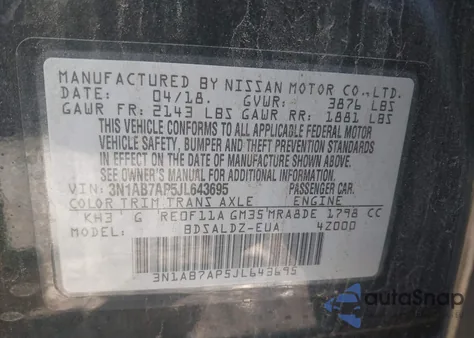 MANUFACTURED BY NISSAN MOTOR CO.,LTD.
DATE: 04/18. GVWR: 3876 LBS
GAWR FR: 2143 LBS GAWR RR: 1881 LBS
THIS VEHICLE CONFORMS TO ALL APPLICABLE FEDERAL MOTOR
VEHICLE SAFETY, BUMPER AND THEFT PREVENTION STANDARDS
IN EFFECT ON THE DATE OF MANUFACTURE SHOWN ABOVE.
SEE OWNER'S MANUAL FOR ADDITIONAL INFORMATION.
VIN: 3N1AB7AP5JL643695 PASSENGER CAR.
COLOR TRIM TRANS AXLE ENGINE
KH3 G RE0F11A GM35 MRA8DE 1798 CC
BDSALDZ-EUA 4Z000
3N1AB7AP5JL643695
autoSnap